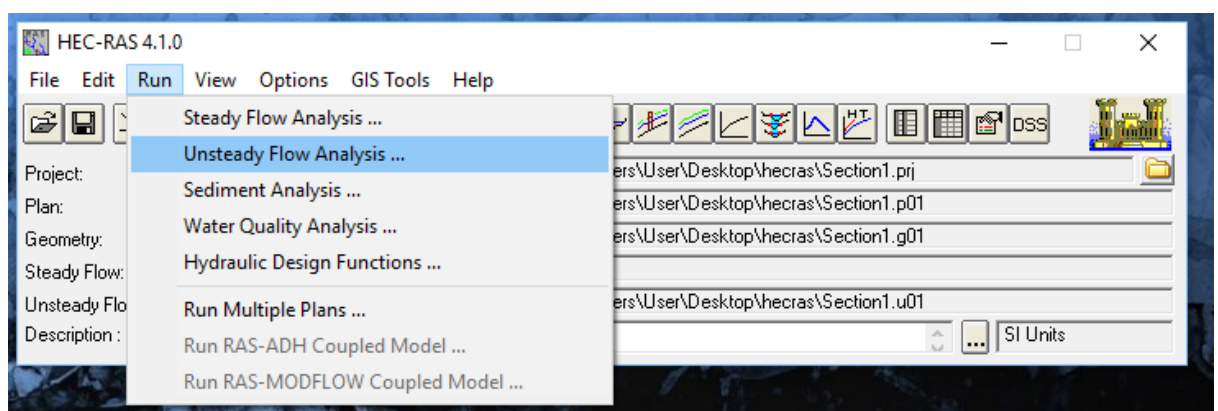 HEC-RAS 4.1.0
File Edit Run View Options GIS Tools Help
HT DSS
Steady Flow Analysis ...
Unsteady Flow Analysis ...
Sediment Analysis ...
Water Quality Analysis ...
Hydraulic Design Functions ...
Run Multiple Plans ...
Run RAS-ADH Coupled Model ...
Run RAS-MODFLOW Coupled Model ...
Project: ers\User\Desktop\hecras\Section1.prj
Plan: ers\User\Desktop\hecras\Section1.p01
Geometry: ers\User\Desktop\hecras\Section1.g01
Steady Flow:
Unsteady Flo ers\User\Desktop\hecras\Section1.u01
Description : ... SI Units